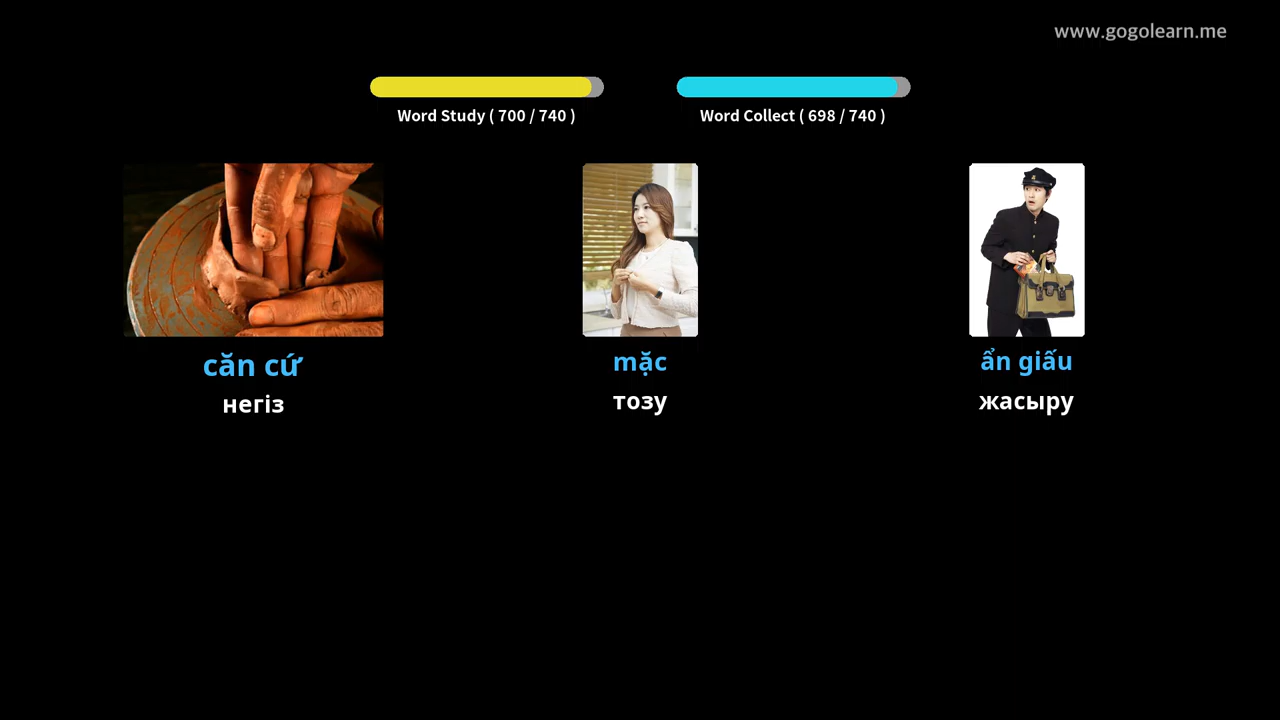 www.gogolearn.me
Word Study ( 700 / 740 )
Word Collect ( 698 / 740 )
căn cứ
негіз
mặc
тозу
ẩn giấu
жасыру